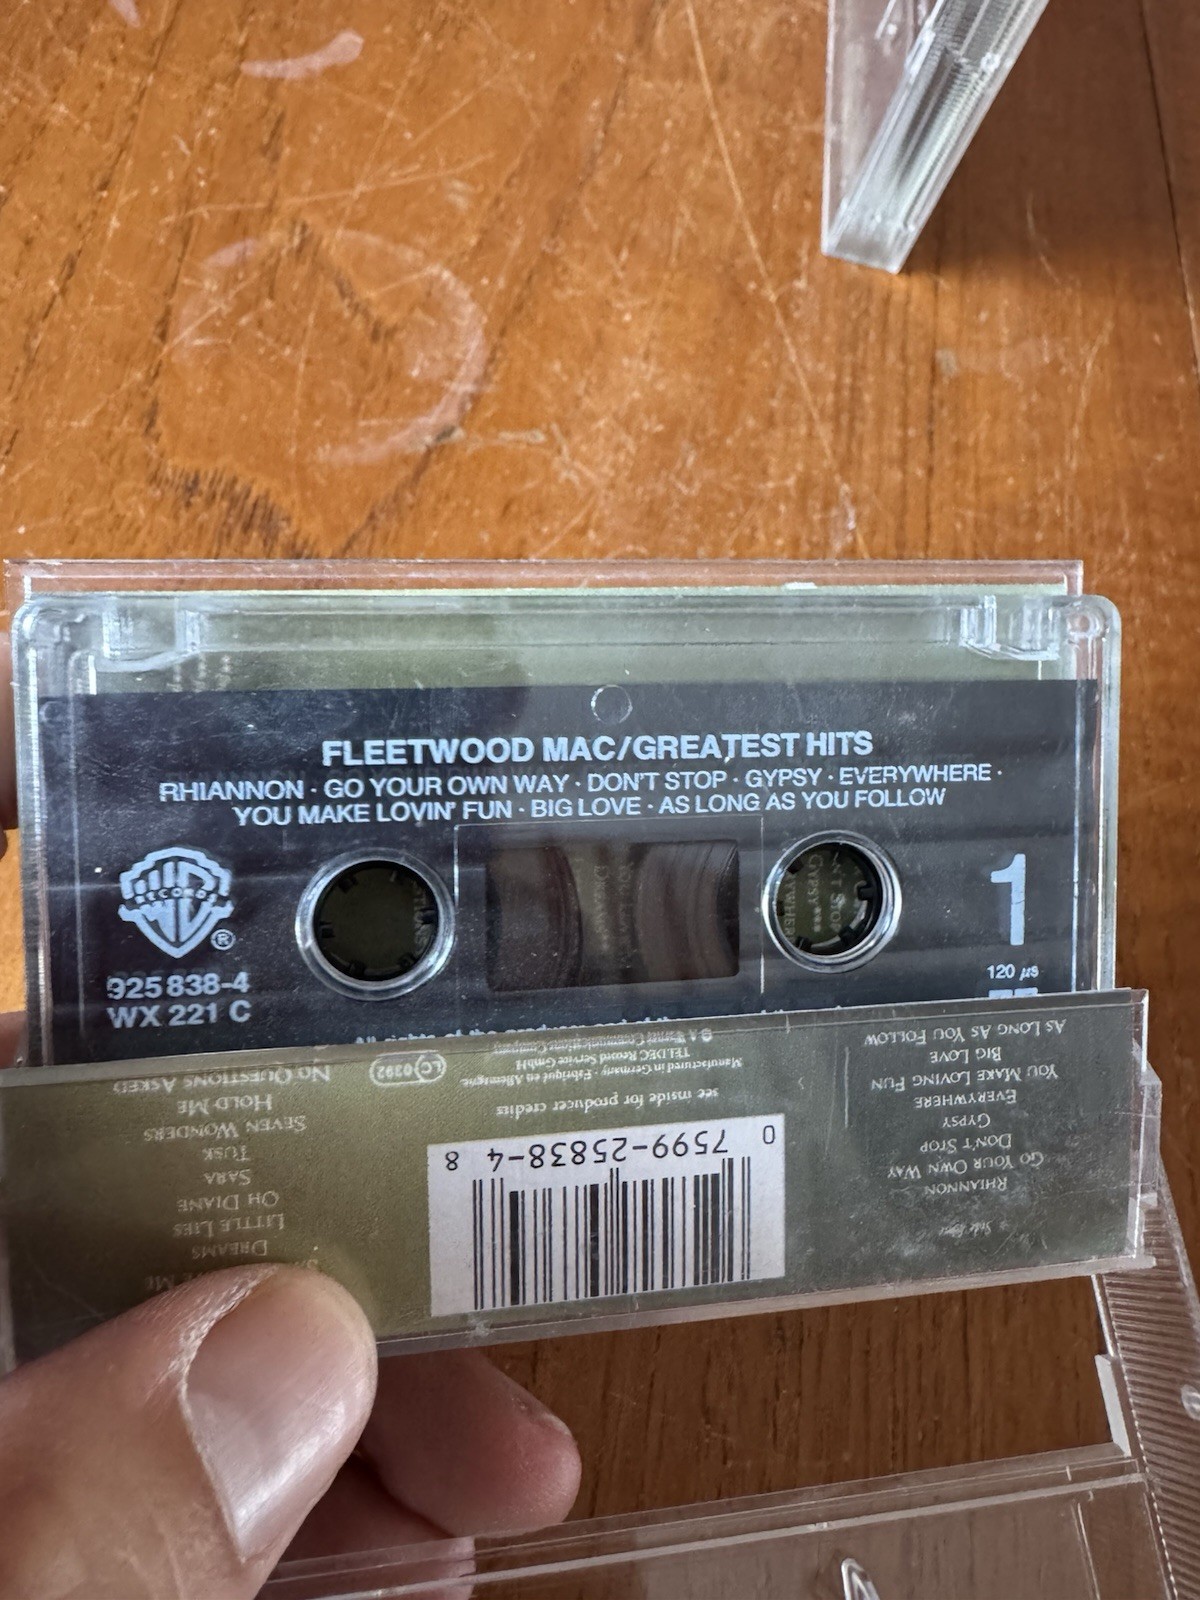 FLEETWOOD MAC/GREATEST HITS
RHIANNON · GO YOUR OWN WAY · DON'T STOP · GYPSY · EVERYWHERE ·
YOU MAKE LOVIN' FUN · BIG LOVE · AS LONG AS YOU FOLLOW
RECORDS
®
925 838-4
WX 221 C
1
120 µs
Side One
RHIANNON
GO YOUR OWN WAY
DON'T STOP
GYPSY
EVERYWHERE
YOU MAKE LOVING FUN
BIG LOVE
AS LONG AS YOU FOLLOW
0 7599-25838-4 8
see inside for producer credits
Manufactured in Germany · Fabriqué en Allemagne
TELDEC Record Service GmbH
LC 0392
DREAMS
LITTLE LIES
OH DIANE
SARA
TUSK
SEVEN WONDERS
HOLD ME
NO QUESTIONS ASKED